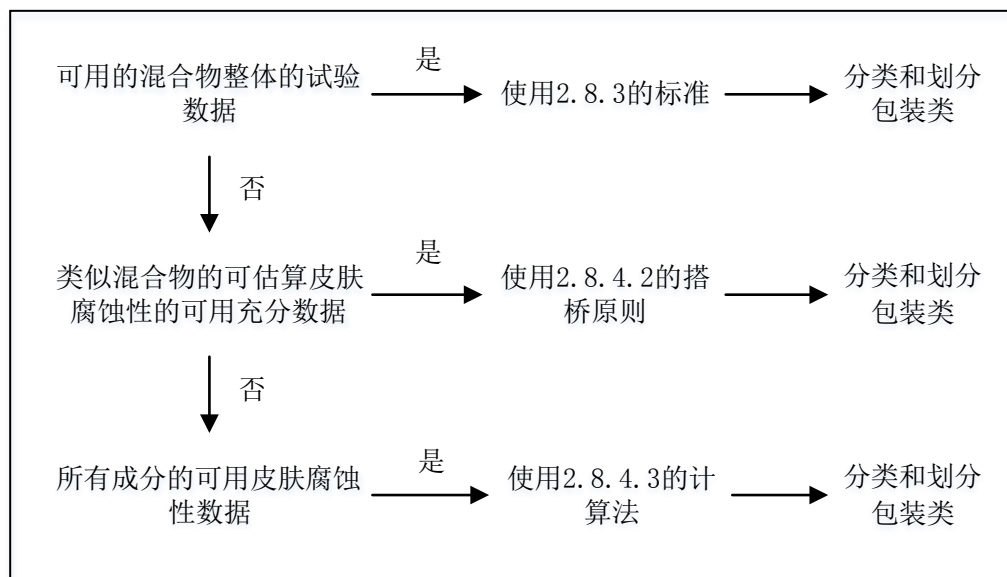 可用的混合物整体的试验
数据
是
使用2.8.3的标准
分类和划分
包装类
否
类似混合物的可估算皮肤
腐蚀性的可用充分数据
是
使用2.8.4.2的搭
桥原则
分类和划分
包装类
否
所有成分的可用皮肤腐蚀
性数据
是
使用2.8.4.3的计
算法
分类和划分
包装类